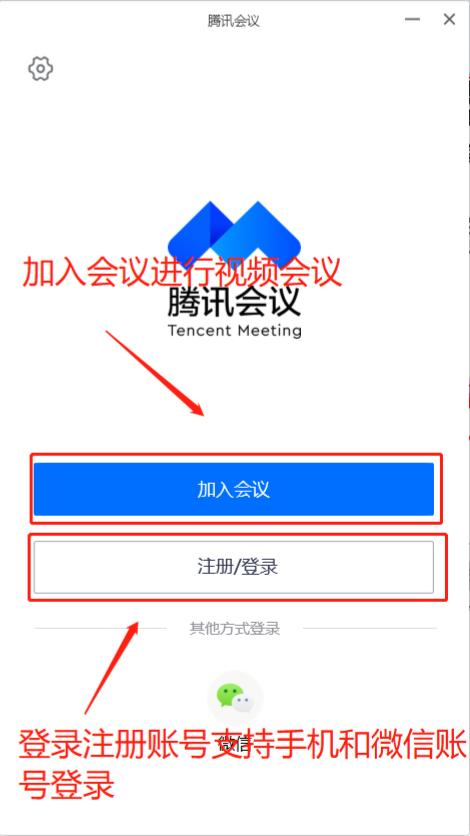 腾讯会议
加入会议进行视频会议
腾讯会议
Tencent Meeting
加入会议
注册/登录
其他方式登录
微信
登录注册账号支持手机和微信账
号登录